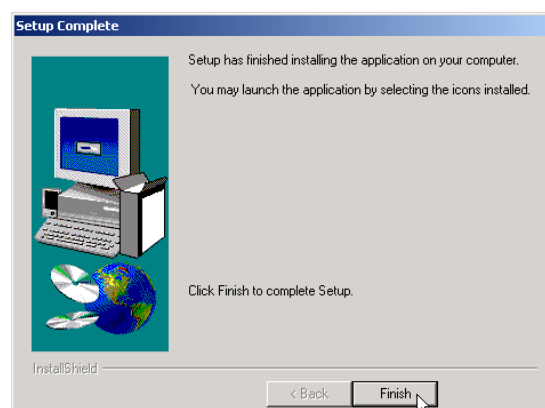 Setup Complete
Setup has finished installing the application on your computer.
You may launch the application by selecting the icons installed.
Click Finish to complete Setup.
InstallShield
< Back
Finish